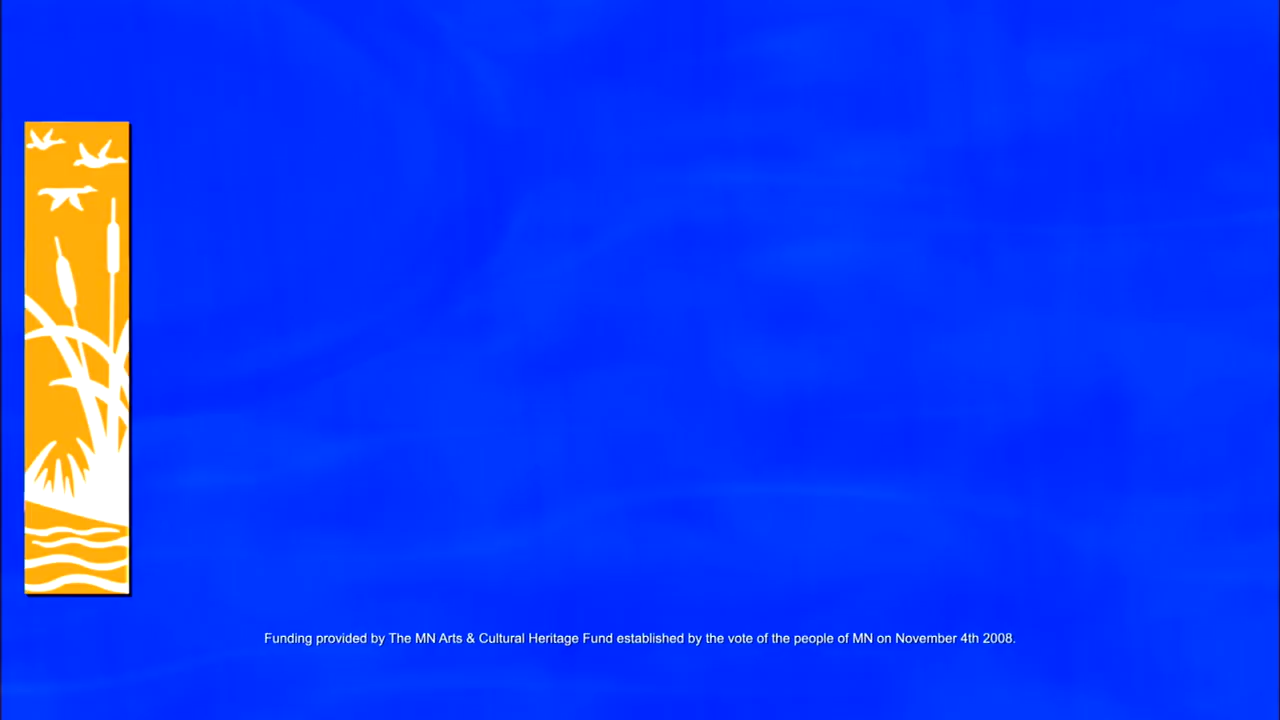 Funding provided by The MN Arts & Cultural Heritage Fund established by the vote of the people of MN on November 4th 2008.